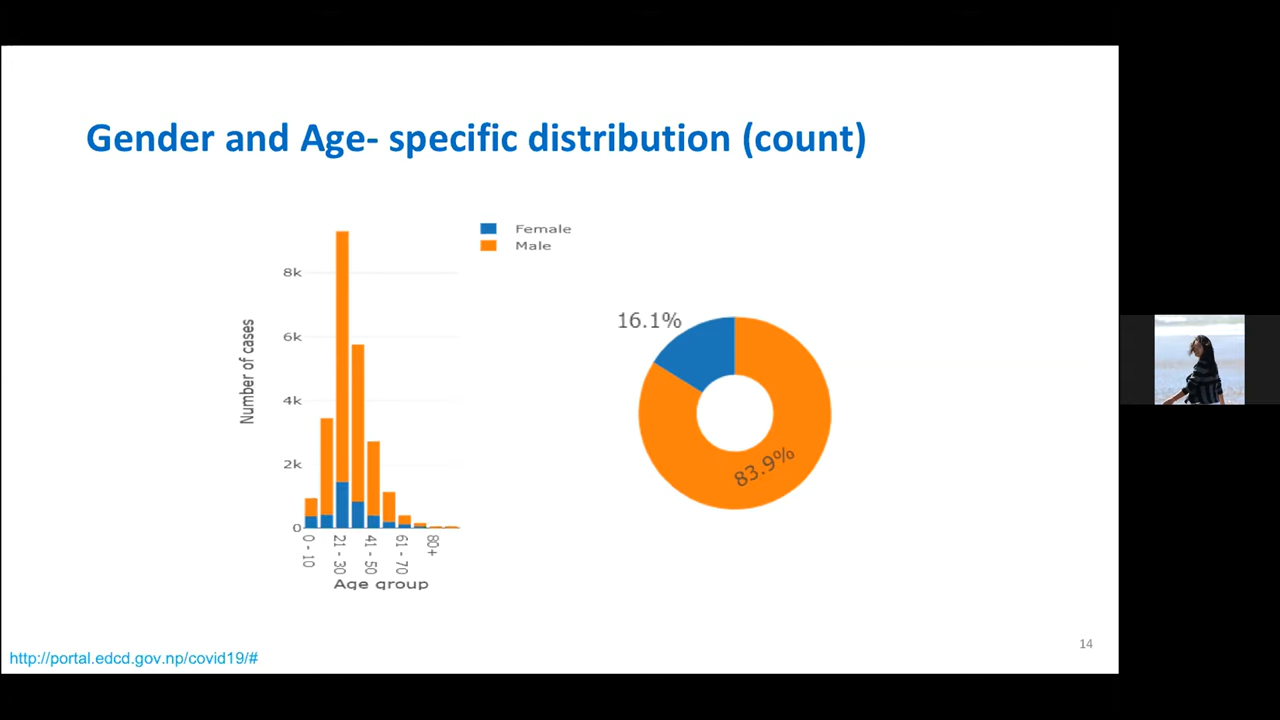 Gender and Age- specific distribution (count)
Female
Male
8k
6k
4k
2k
0
Number of cases
0 - 10
21 - 30
41 - 50
61 - 70
80+
Age group
16.1%
83.9%
14
http://portal.edcd.gov.np/covid19/#